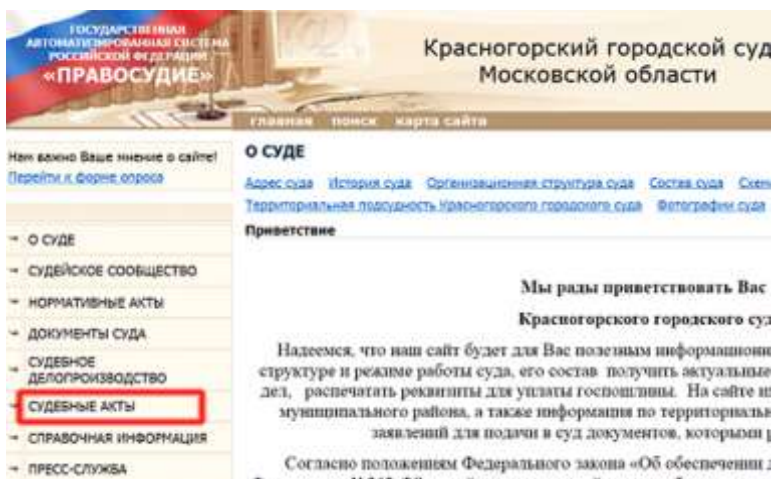 ГОСУДАРСТВЕННАЯ
АВТОМАТИЗИРОВАННАЯ СИСТЕМА
РОССИЙСКОЙ ФЕДЕРАЦИИ
«ПРАВОСУДИЕ»
Красногорский городской суд
Московской области
главная поиск карта сайта
Нам важно Ваше мнение о сайте!
Перейти к форме опроса
О СУДЕ
СУДЕЙСКОЕ СООБЩЕСТВО
НОРМАТИВНЫЕ АКТЫ
ДОКУМЕНТЫ СУДА
СУДЕБНОЕ
ДЕЛОПРОИЗВОДСТВО
СУДЕБНЫЕ АКТЫ
СПРАВОЧНАЯ ИНФОРМАЦИЯ
ПРЕСС-СЛУЖБА
О СУДЕ
Адрес суда История суда Организационная структура суда Состав суда
Территориальная подсудность Красногорского городского суда Фотографии суда
Приветствие
Мы рады приветствовать Вас
Красногорского городского
Надеемся, что наш сайт будет для Вас полезным
структуре и режиме работы суда, его состав получить актуальные
дел, распечатать реквизиты для уплаты госпошлины. На сайте
муниципального района, а также информация по
заявлений для подачи в суд документов, которыми
Согласно положениям Федерального закона «Об обеспечении